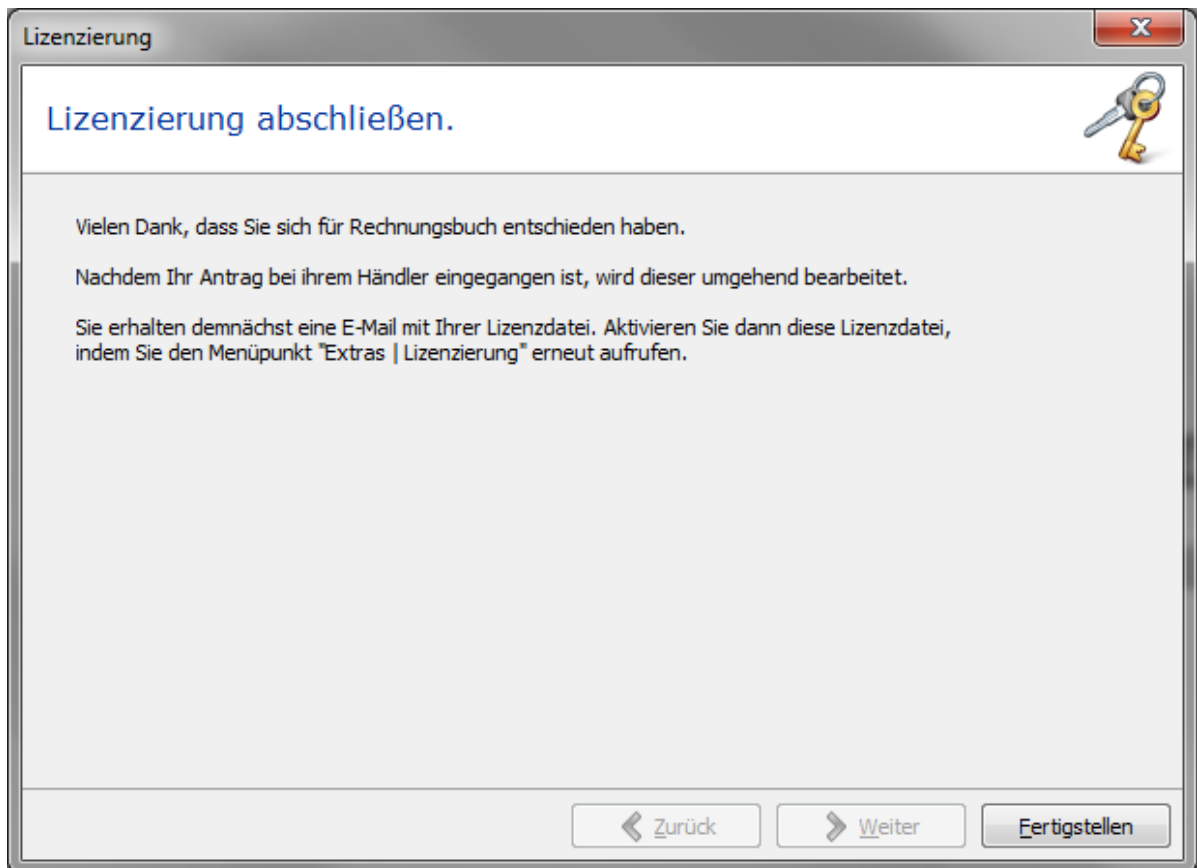 Lizenzierung
x
Lizenzierung abschließen.
Vielen Dank, dass Sie sich für Rechnungsbuch entschieden haben.
Nachdem Ihr Antrag bei ihrem Händler eingegangen ist, wird dieser umgehend bearbeitet.
Sie erhalten demnächst eine E-Mail mit Ihrer Lizenzdatei. Aktivieren Sie dann diese Lizenzdatei,
indem Sie den Menüpunkt "Extras | Lizenzierung" erneut aufrufen.
Zurück Weiter Fertigstellen